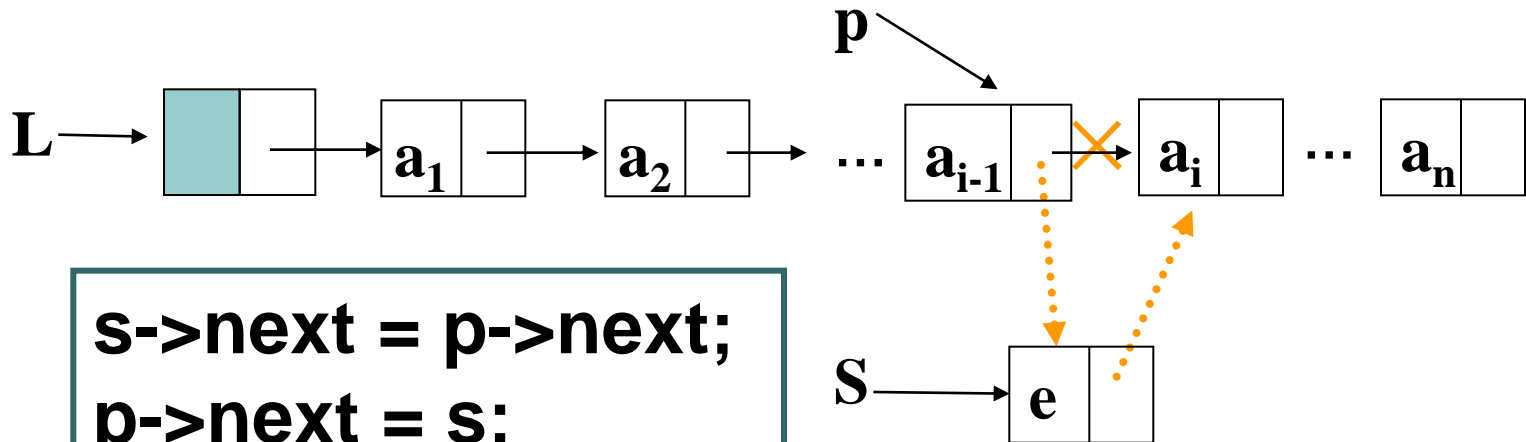 p
L a₁ a₂ ... aᵢ₋₁ aᵢ ... aₙ
s->next = p->next;
p->next = s;
S e